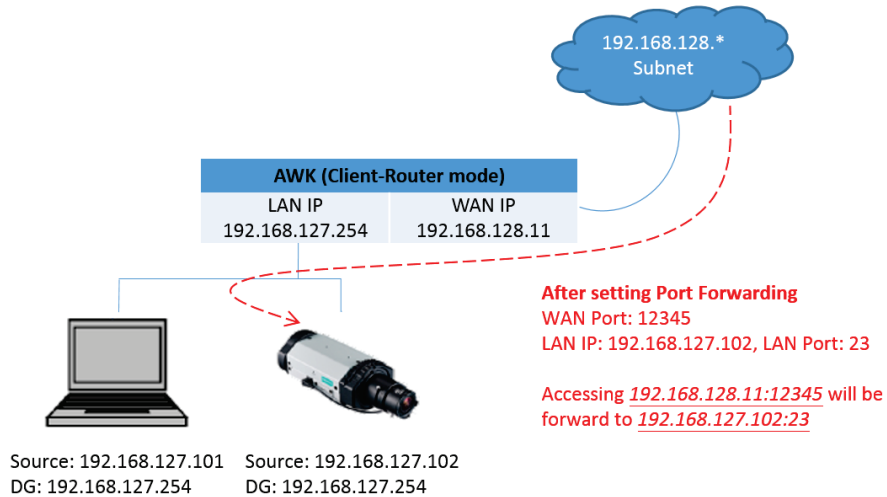 192.168.128.*
Subnet
AWK (Client-Router mode)
LAN IP
192.168.127.254
WAN IP
192.168.128.11
After setting Port Forwarding
WAN Port: 12345
LAN IP: 192.168.127.102, LAN Port: 23
Accessing 192.168.128.11:12345 will be
forward to 192.168.127.102:23
Source: 192.168.127.101
DG: 192.168.127.254
Source: 192.168.127.102
DG: 192.168.127.254